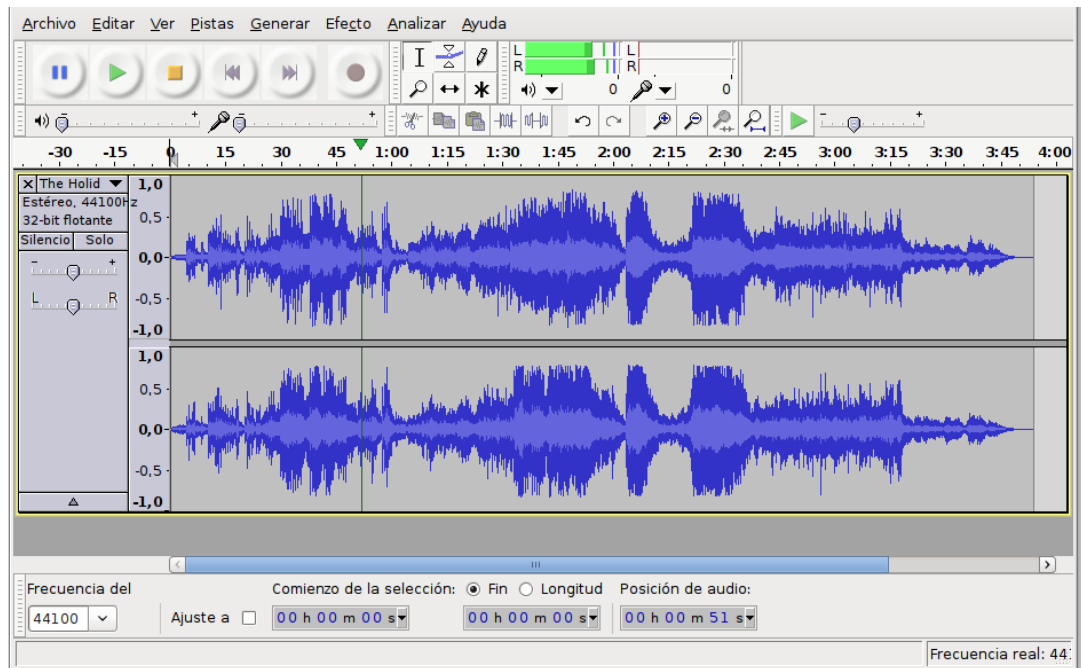 Archivo Editar Ver Pistas Generar Efecto Analizar Ayuda
L L
R R
0 0
- + - + - +
-30 -15 0 15 30 45 1:00 1:15 1:30 1:45 2:00 2:15 2:30 2:45 3:00 3:15 3:30 3:45 4:00
X The Holid
Estéreo, 44100Hz
32-bit flotante
Silencio Solo
- +
L R
1,0
0,5
0,0
-0,5
-1,0
1,0
0,5
0,0
-0,5
-1,0
Frecuencia del Comienzo de la selección: Fin Longitud Posición de audio:
44100 Ajuste a 00 h 00 m 00 s 00 h 00 m 00 s 00 h 00 m 51 s
Frecuencia real: 44